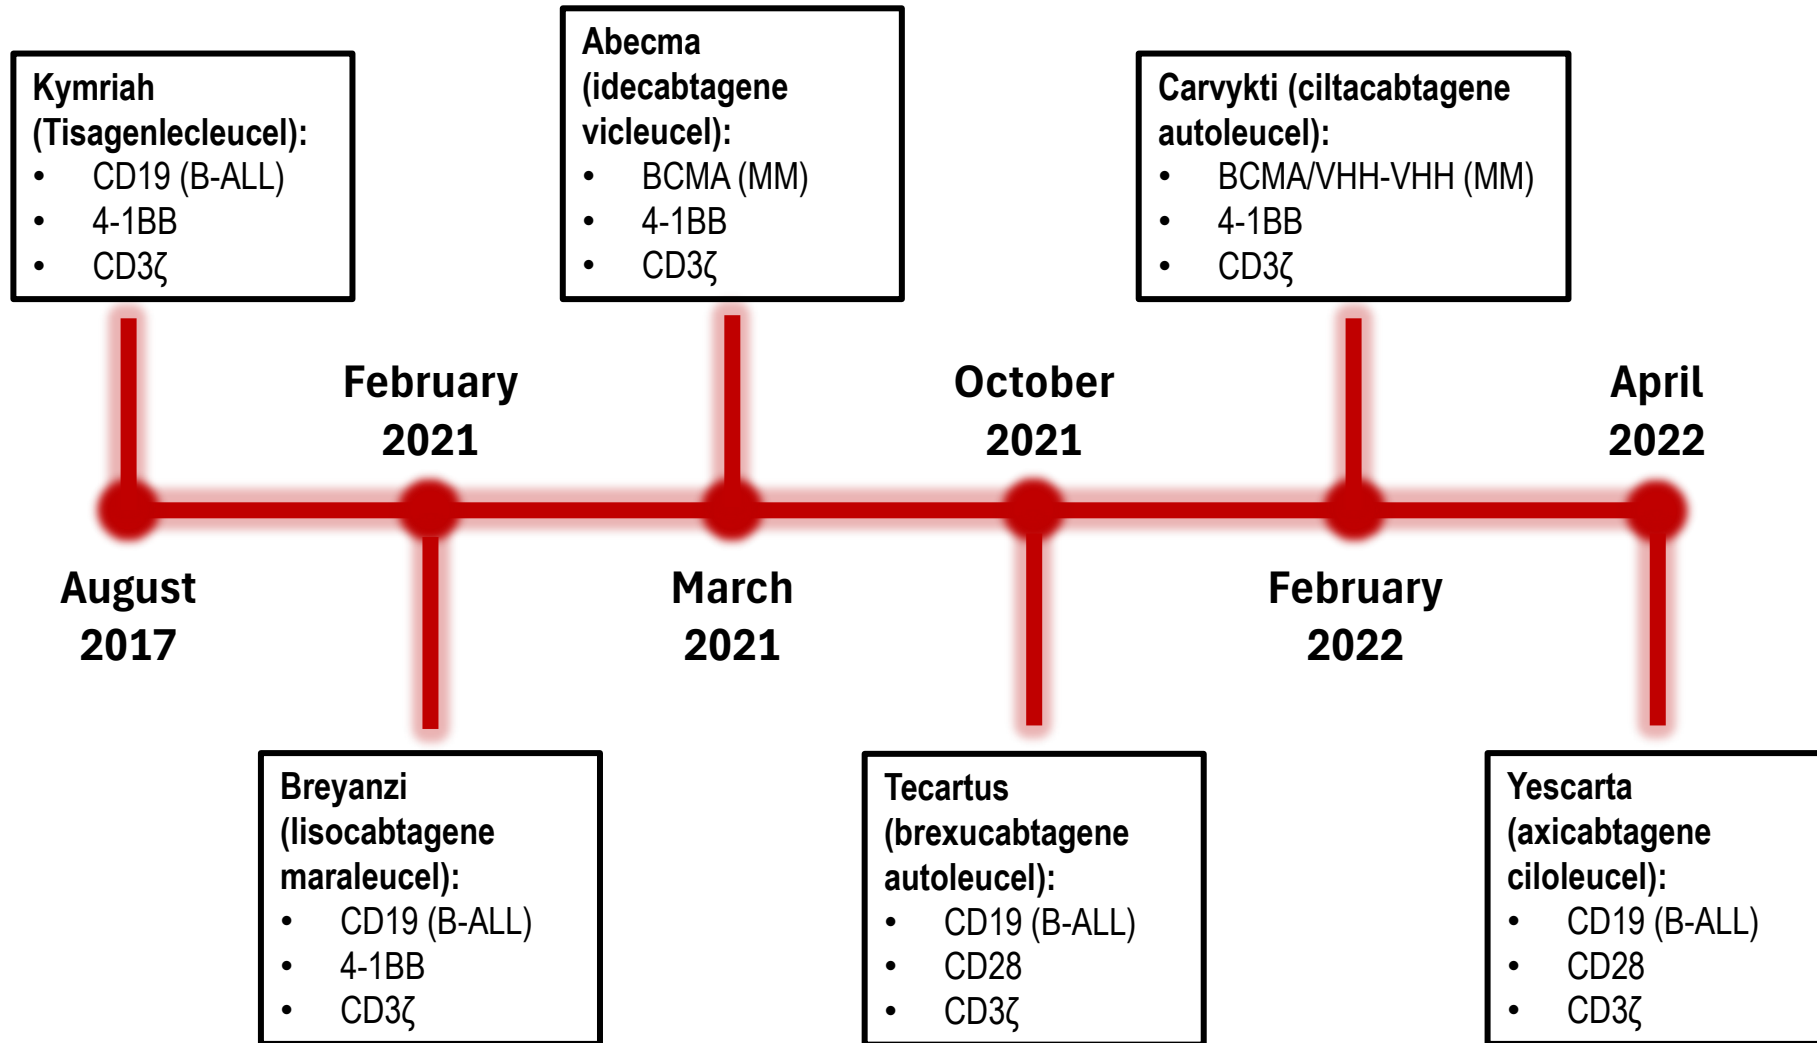 Kymriah
(Tisagenlecleucel):
• CD19 (B-ALL)
• 4-1BB
• CD3ζ
Abecma
(idecabtagene
vicleucel):
• BCMA (MM)
• 4-1BB
• CD3ζ
Carvykti (ciltacabtagene
autoleucel):
• BCMA/VHH-VHH (MM)
• 4-1BB
• CD3ζ
February
2021
October
2021
April
2022
August
2017
March
2021
February
2022
Breyanzi
(lisocabtagene
maraleucel):
• CD19 (B-ALL)
• 4-1BB
• CD3ζ
Tecartus
(brexucabtagene
autoleucel):
• CD19 (B-ALL)
• CD28
• CD3ζ
Yescarta
(axicabtagene
ciloleucel):
• CD19 (B-ALL)
• CD28
• CD3ζ